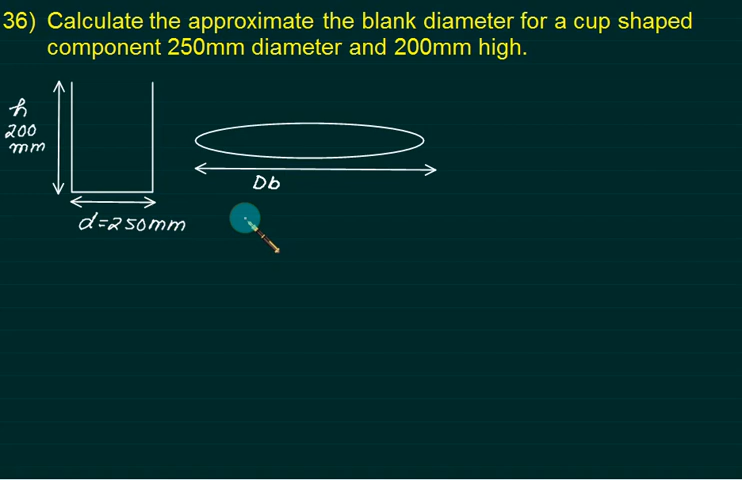 36) Calculate the approximate the blank diameter for a cup shaped
component 250mm diameter and 200mm high.
h
200
mm
Db
d=250mm